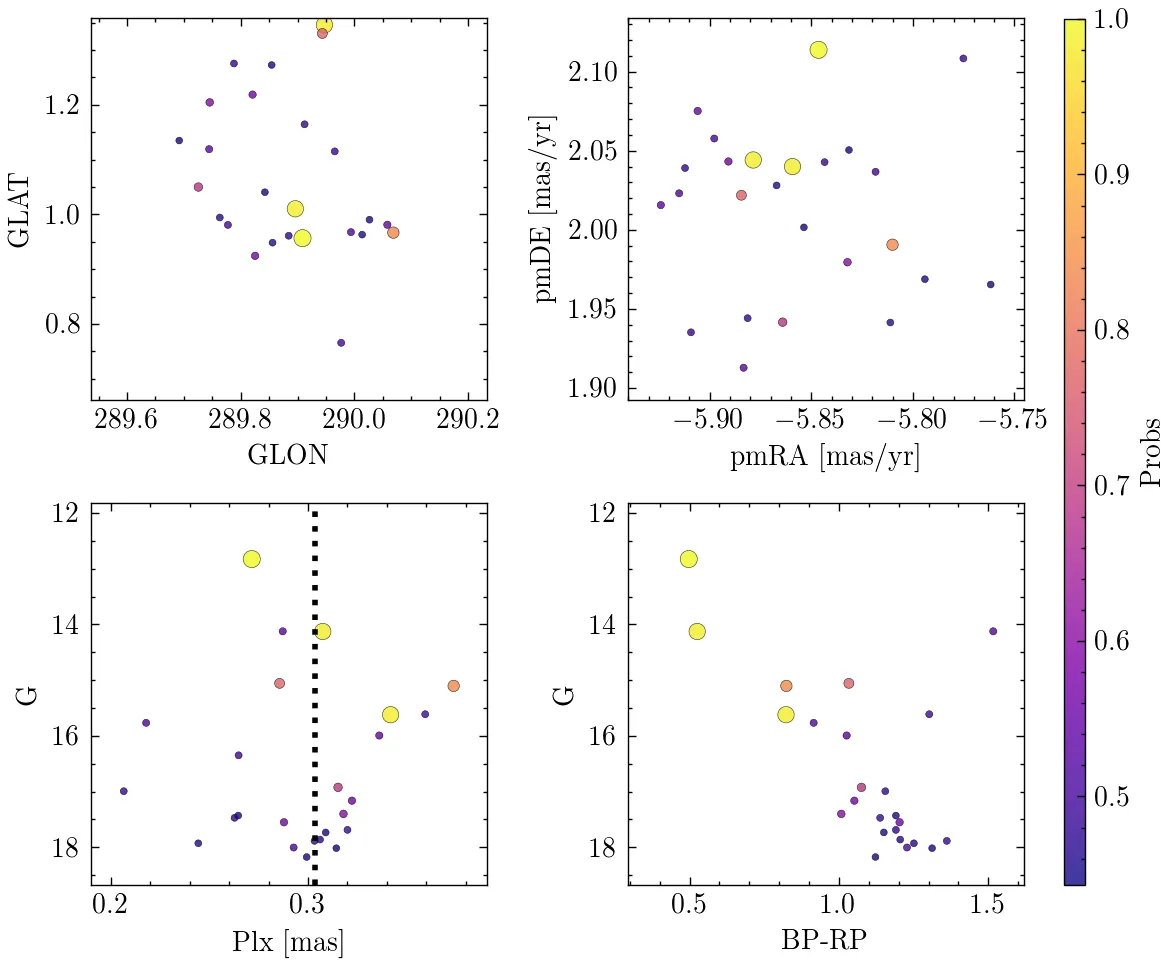 1.2
1.0
0.8
GLAT
289.6 289.8 290.0 290.2
GLON
2.10
2.05
2.00
1.95
1.90
pmDE [mas/yr]
−5.90 −5.85 −5.80 −5.75
pmRA [mas/yr]
12
14
16
18
G
0.2 0.3
Plx [mas]
12
14
16
18
G
0.5 1.0 1.5
BP-RP
1.0
0.9
0.8
0.7
0.6
0.5
Probs